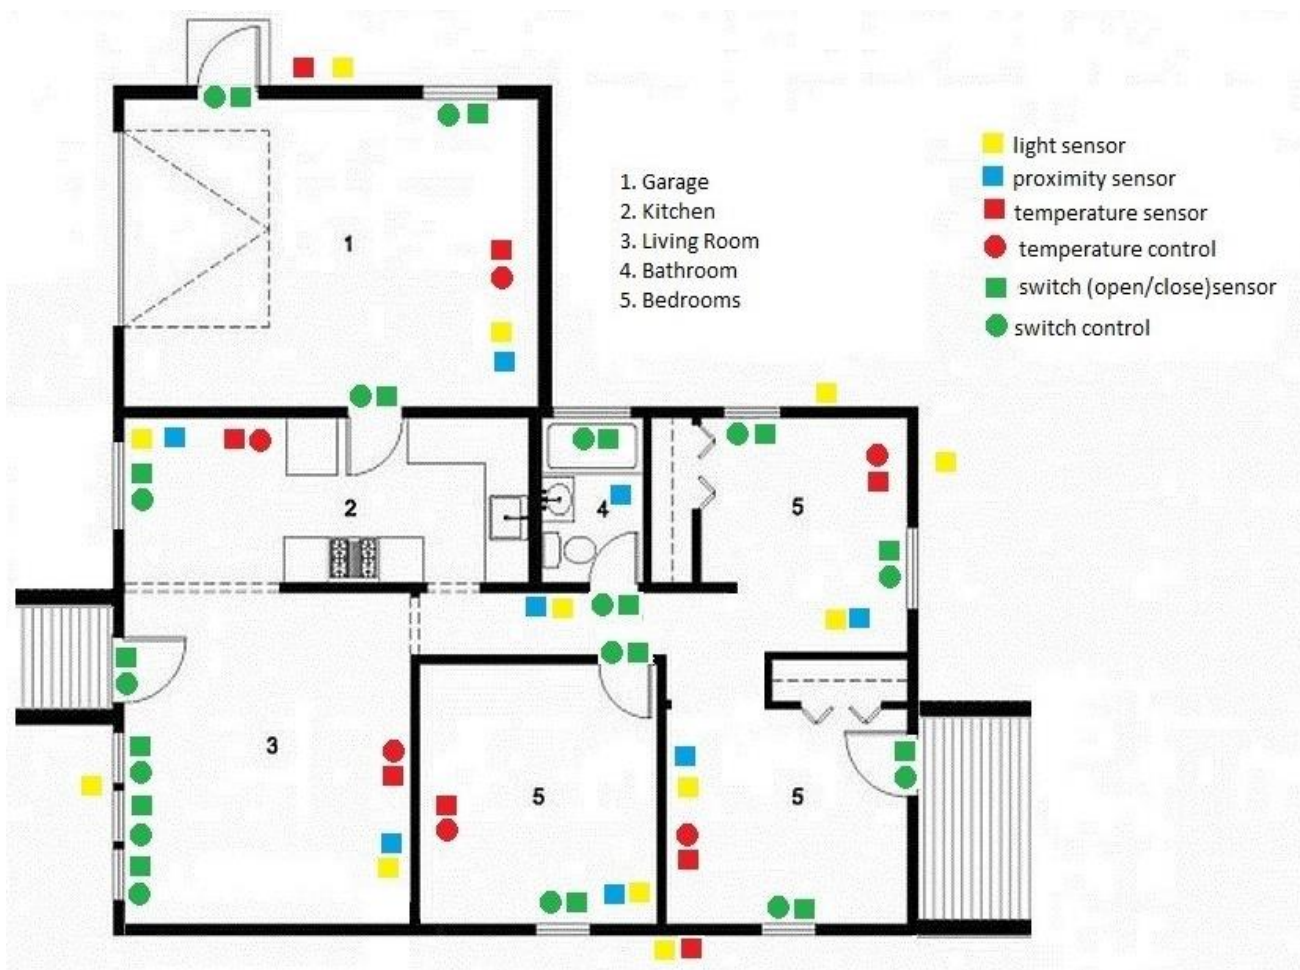 light sensor
proximity sensor
1. Garage
temperature sensor
2. Kitchen
1
3. Living Room
temperature control
4. Bathroom
switch (open/close)sensor
5. Bedrooms
switch control
2
4
5
3
5
5